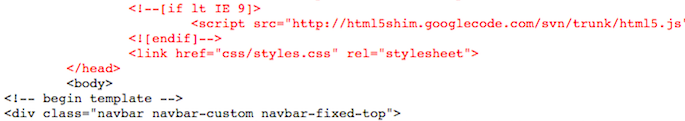 <!--[if lt IE 9]>
<script src="http://html5shim.googlecode.com/svn/trunk/html5.js"
<![endif]-->
<link href="css/styles.css" rel="stylesheet">
</head>
<body>
<!-- begin template -->
<div class="navbar navbar-custom navbar-fixed-top">